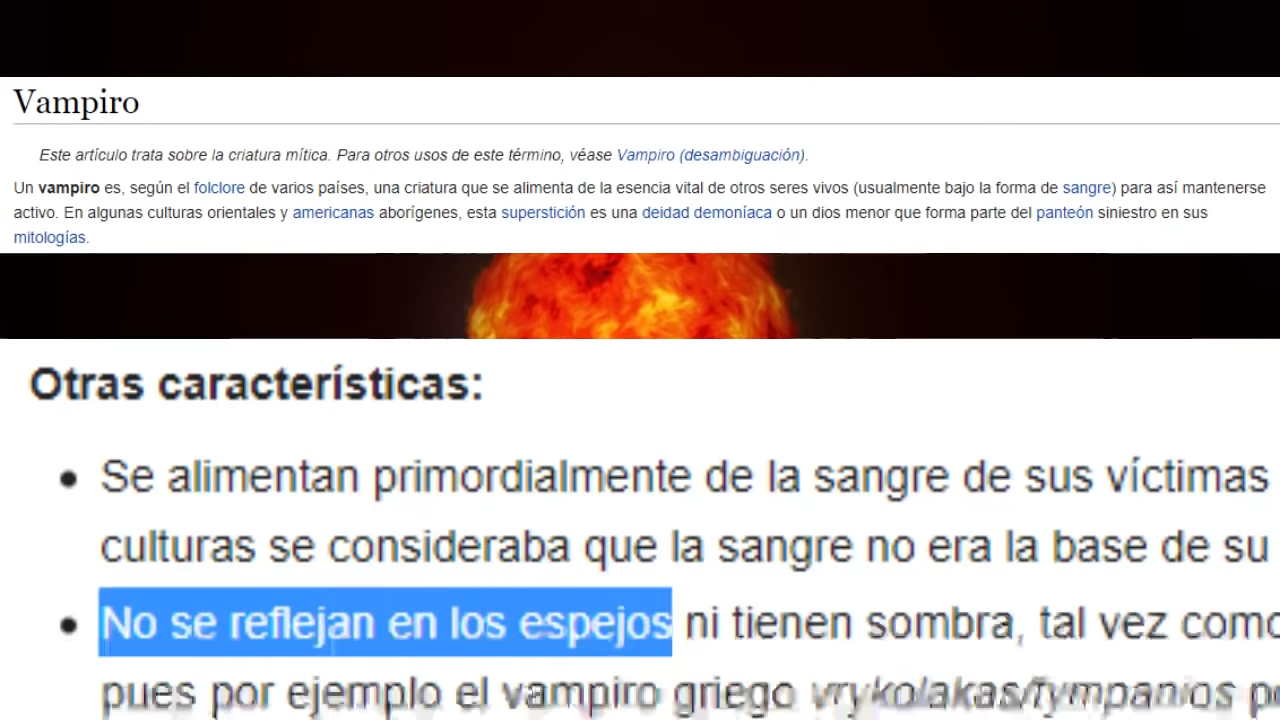 Vampiro
Este artículo trata sobre la criatura mítica. Para otros usos de este término, véase Vampiro (desambiguación).
Un vampiro es, según el folclore de varios países, una criatura que se alimenta de la esencia vital de otros seres vivos (usualmente bajo la forma de sangre) para así mantenerse
activo. En algunas culturas orientales y americanas aborígenes, esta superstición es una deidad demoníaca o un dios menor que forma parte del panteón siniestro en sus
mitologías.
Otras características:
• Se alimentan primordialmente de la sangre de sus víctimas
culturas se consideraba que la sangre no era la base de su
• No se reflejan en los espejos ni tienen sombra, tal vez como
pues por ejemplo el vampiro griego vrykolakas/tympanios